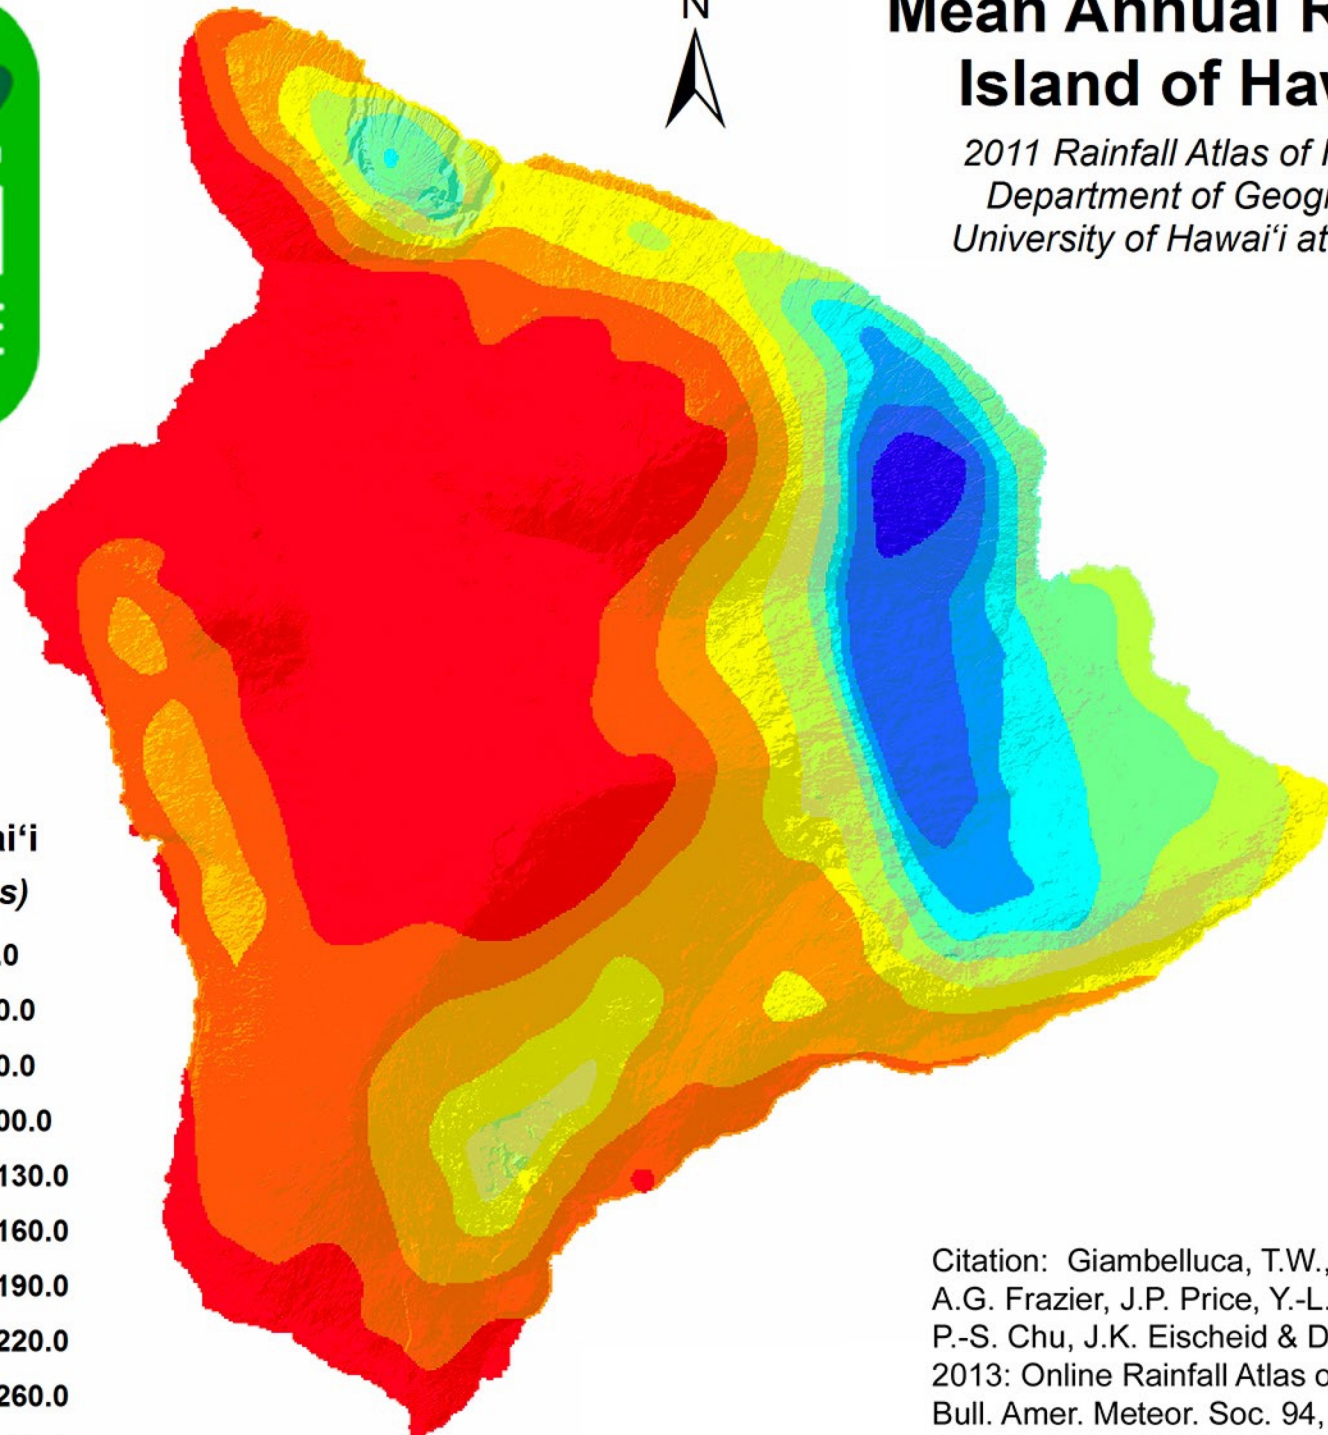 N
Mean Annual R
Island of Hav
2011 Rainfall Atlas of
Department of Geog
University of Hawai‘i at
ai‘i
s)
.0
0.0
0.0
00.0
130.0
160.0
190.0
220.0
260.0
Citation: Giambelluca, T.W.,
A.G. Frazier, J.P. Price, Y.-L.
P.-S. Chu, J.K. Eischeid & D
2013: Online Rainfall Atlas o
Bull. Amer. Meteor. Soc. 94,